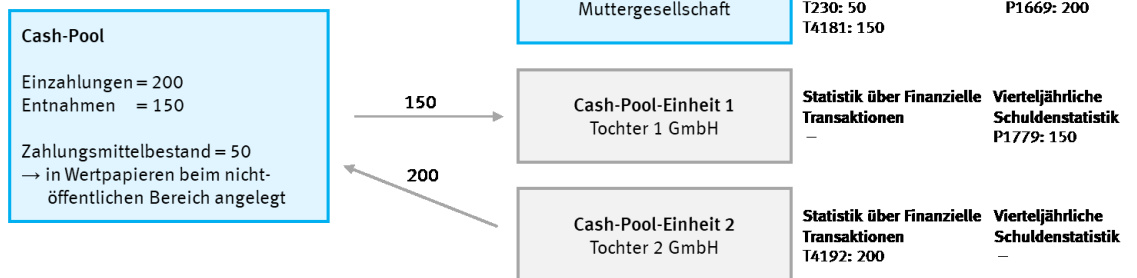 Muttergesellschaft
T230: 50
T4181: 150
P1669: 200
Cash-Pool
Einzahlungen = 200
Entnahmen = 150
Zahlungsmittelbestand = 50
→ in Wertpapieren beim nicht-
öffentlichen Bereich angelegt
150
200
Cash-Pool-Einheit 1
Tochter 1 GmbH
Statistik über Finanzielle
Transaktionen
–
Vierteljährliche
Schuldenstatistik
P1779: 150
Cash-Pool-Einheit 2
Tochter 2 GmbH
Statistik über Finanzielle
Transaktionen
T4192: 200
Vierteljährliche
Schuldenstatistik
–